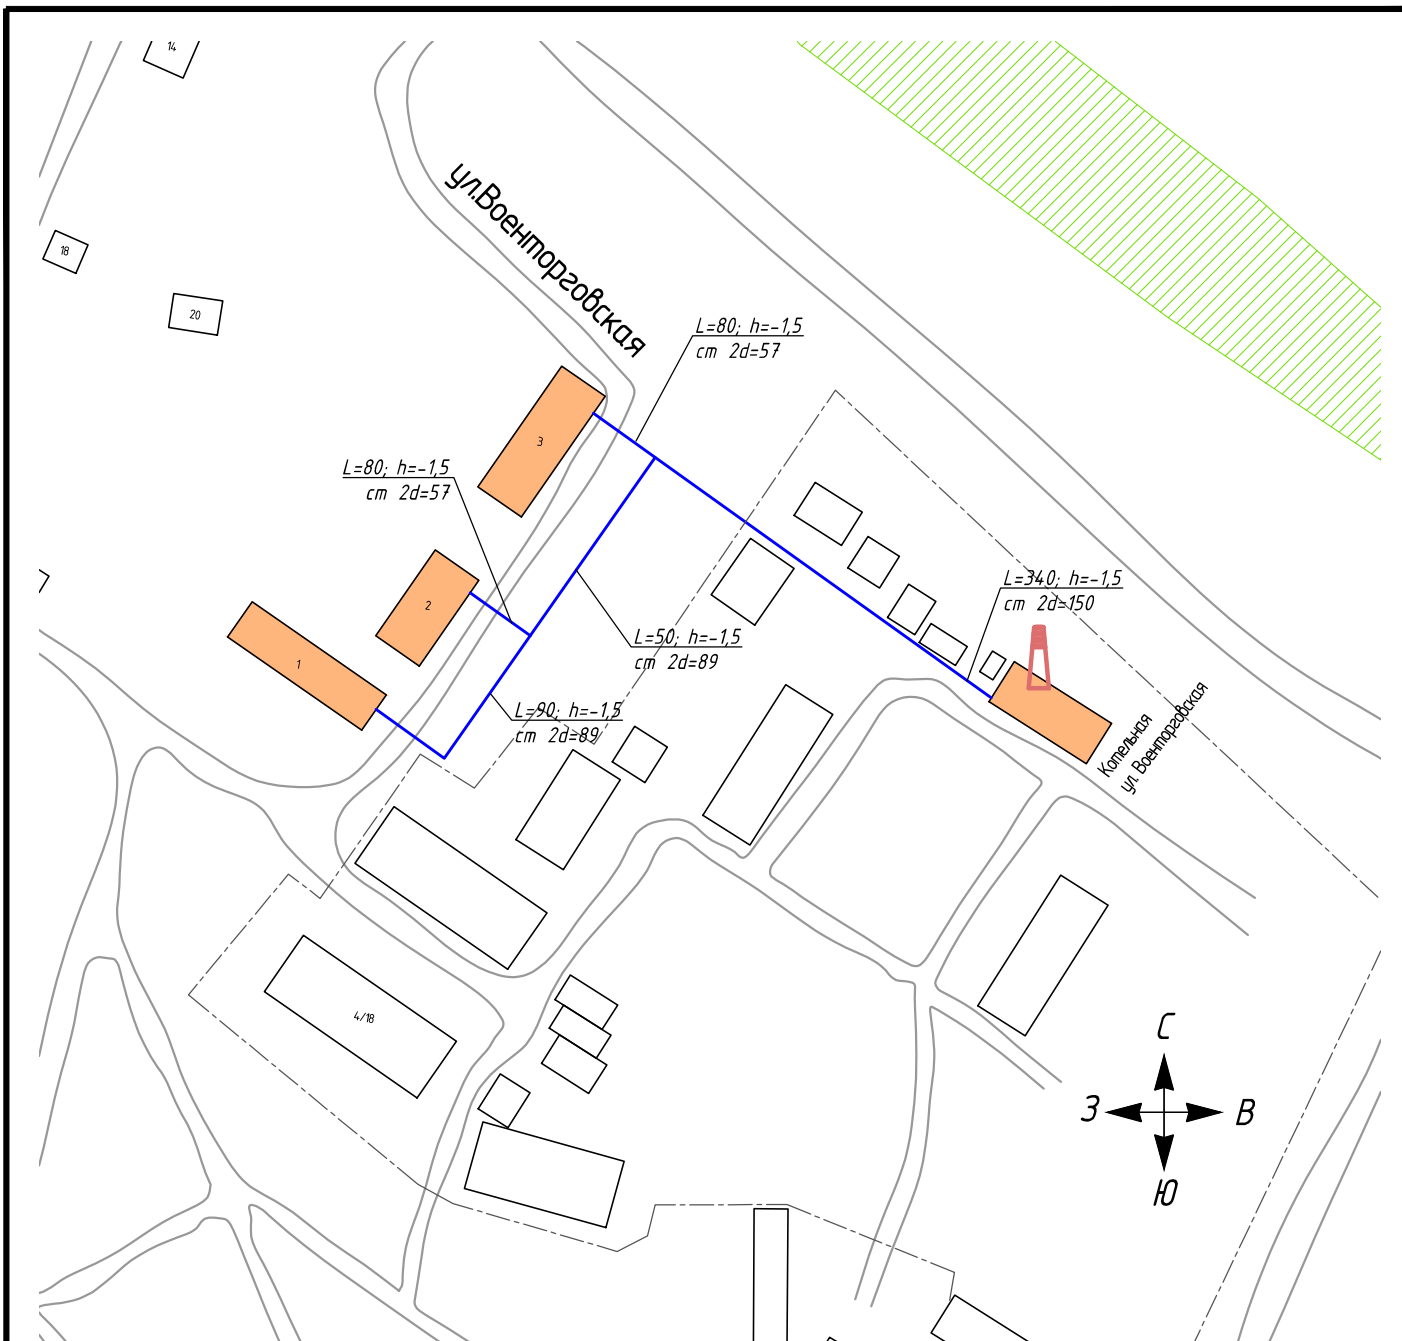 14
18
20
ул.Военторговская
L=80; h=-1,5
ст 2d=57
3
L=80; h=-1,5
ст 2d=57
2
1
L=340; h=-1,5
ст 2d=150
L=50; h=-1,5
ст 2d=89
L=90; h=-1,5
ст 2d=89
Котельная
ул. Военторговская
4/18
С
З
В
Ю